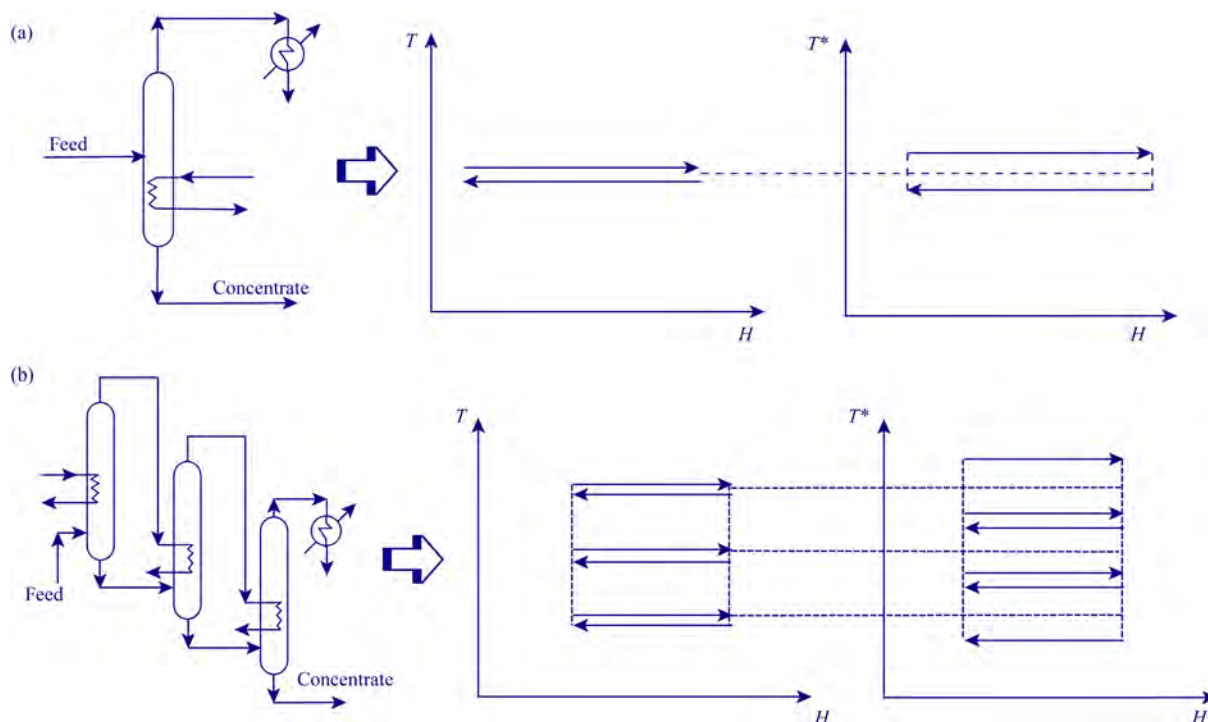 (a)
Feed
Concentrate
T
H
T*
H
(b)
Feed
Concentrate
T
H
T*
H